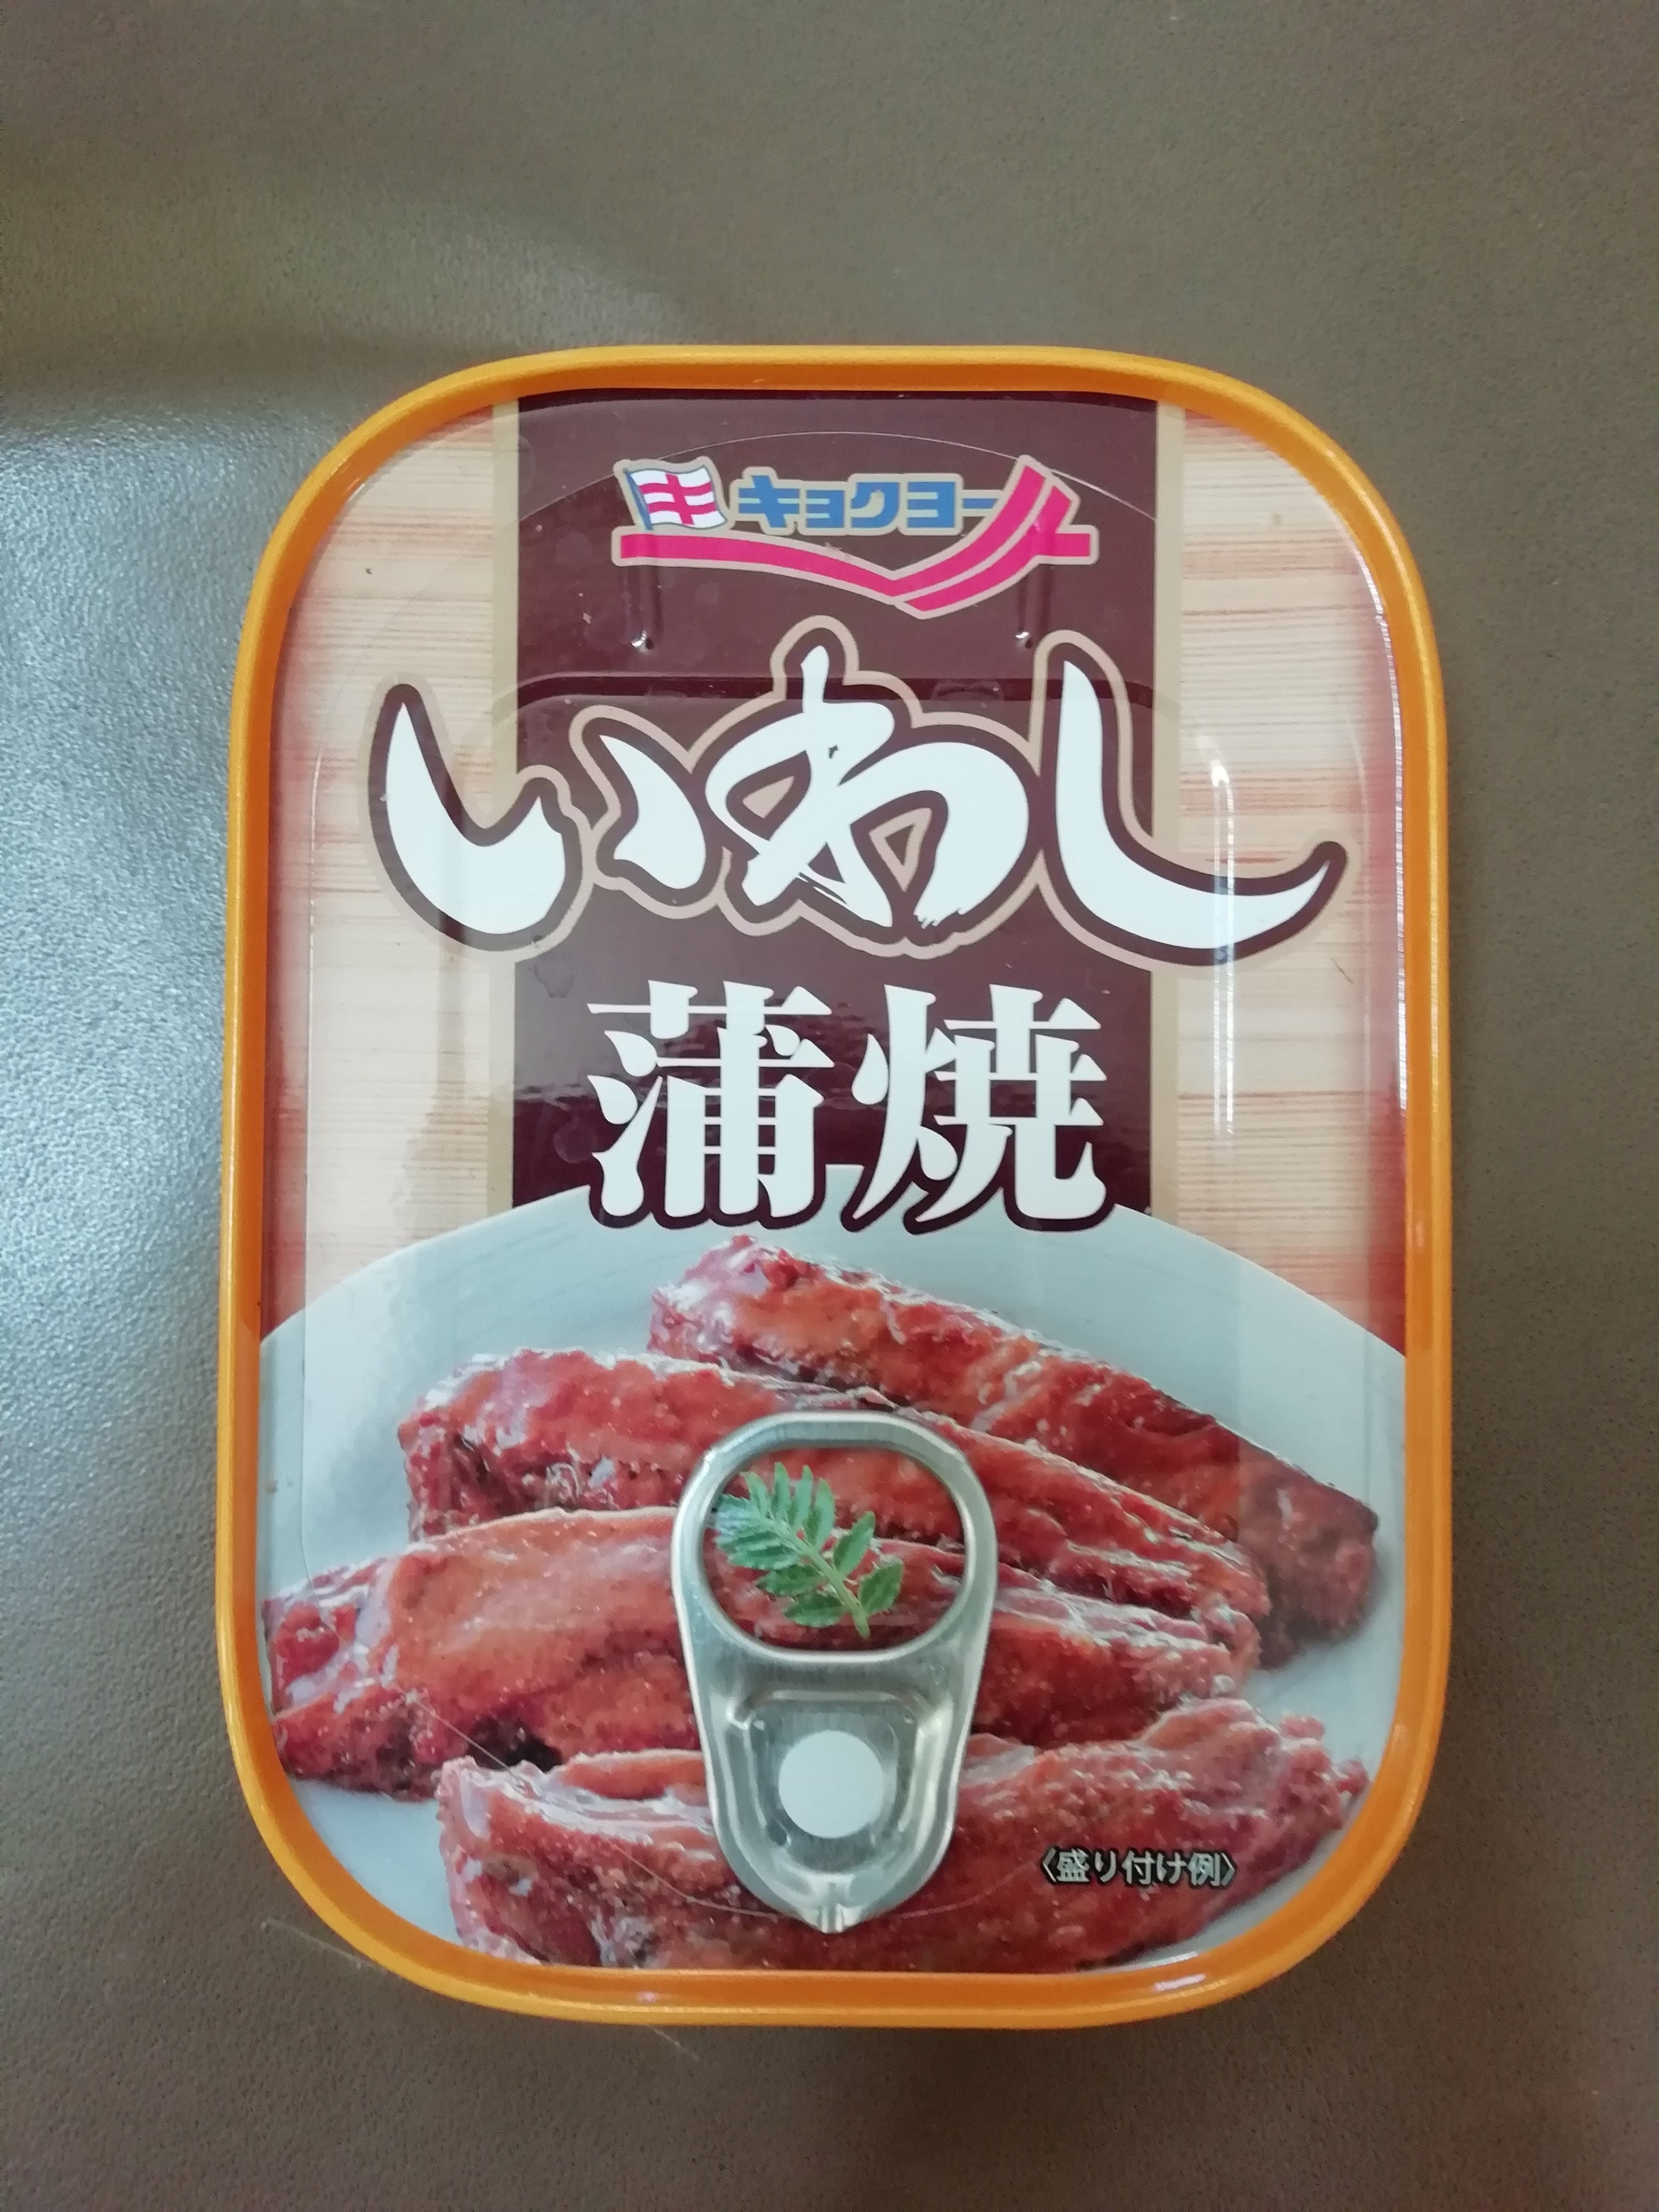 キョクヨー
いわし
蒲焼
〈盛り付け例〉